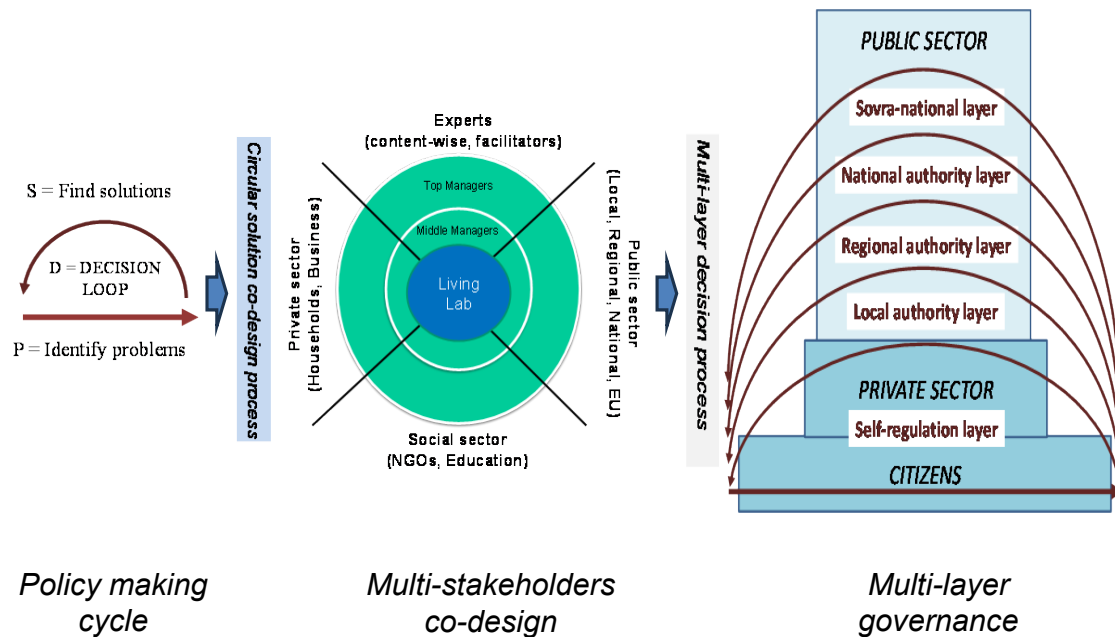 S = Find solutions
D = DECISION
LOOP
P = Identify problems
Circular solution co-design process
Experts
(content-wise, facilitators)
Top Managers
Middle Managers
Living
Lab
Private sector
(Households, Business)
Public sector
(Local, Regional, National, EU)
Social sector
(NGOs, Education)
Multi-layer decision process
PUBLIC SECTOR
Sovra-national layer
National authority layer
Regional authority layer
Local authority layer
PRIVATE SECTOR
Self-regulation layer
CITIZENS
Policy making
cycle
Multi-stakeholders
co-design
Multi-layer
governance